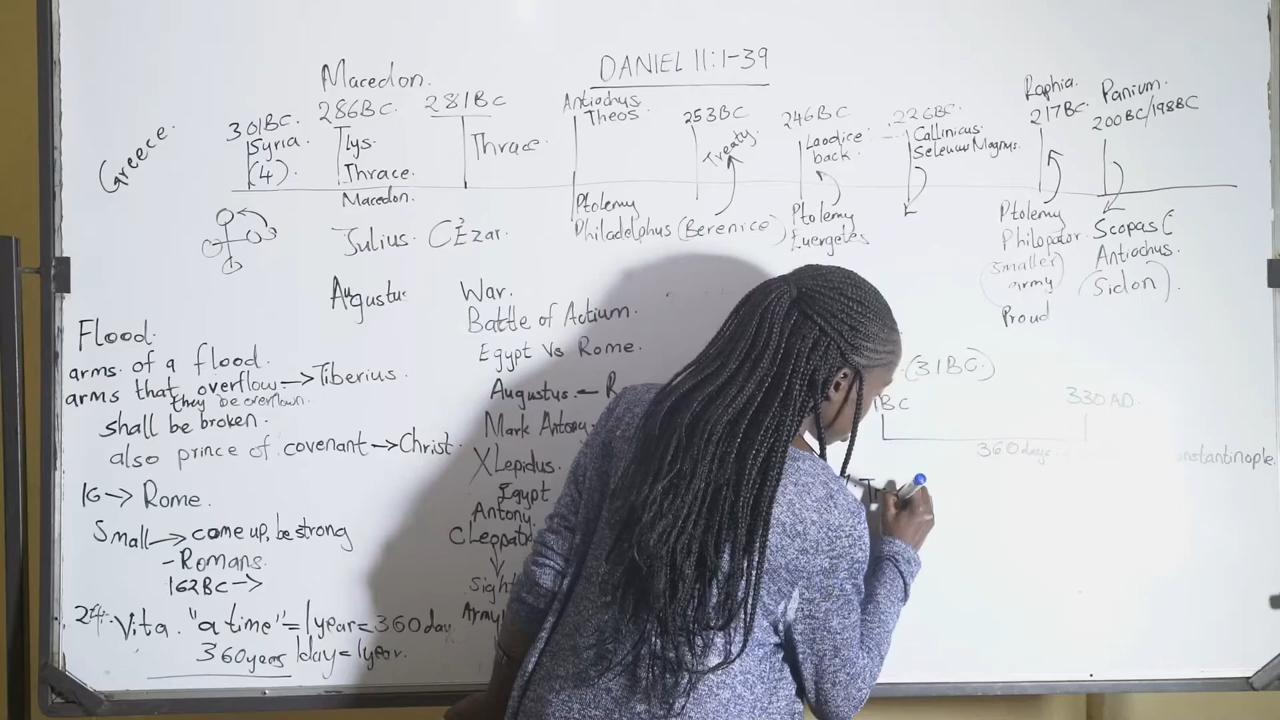 DANIEL 11:1-39
Greece.
301BC.
Syria.
(4).
Macedon.
286BC.
Lys.
Thrace.
Macedon.
281BC
Thrace.
Antiochus
Theos.
Ptolemy
Philadelphus (Berenice)
253BC
Treaty.
246BC
Laodice
back.
Ptolemy
Euergetes
226BC.
Callinicus.
Seleucus Magnus.
Raphia.
217BC.
Ptolemy
Philopator.
(Smaller
army)
Proud
Panium.
200BC/198BC
Scopas (
Antiochus.
(Sidon).
Julius. CĖzar.
Augustus
War.
Battle of Actium.
Egypt Vs Rome.
Augustus - R
Mark Antony.
X Lepidus.
Egypt
Antony.
Army
Flood.
arms of a flood.
arms that overflow → Tiberius.
they be overflown.
shall be broken.
also prince of covenant → Christ.
16 → Rome.
Small → come up, be strong
- Romans.
162BC →
24. Vita. "a time" = 1year = 360 day
360years 1day = 1year.
(31BC.)
BC
330AD.
360days
nstantinople.